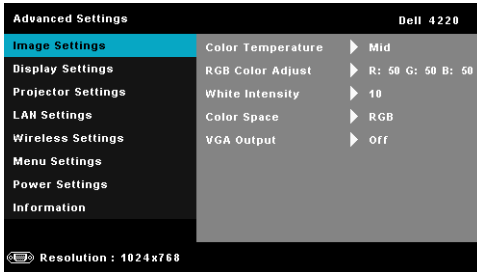 Advanced Settings Dell 4220
Image Settings Color Temperature Mid
Display Settings RGB Color Adjust R: 50 G: 50 B: 50
Projector Settings White Intensity 10
LAN Settings Color Space RGB
Wireless Settings VGA Output Off
Menu Settings
Power Settings
Information
Resolution : 1024x768